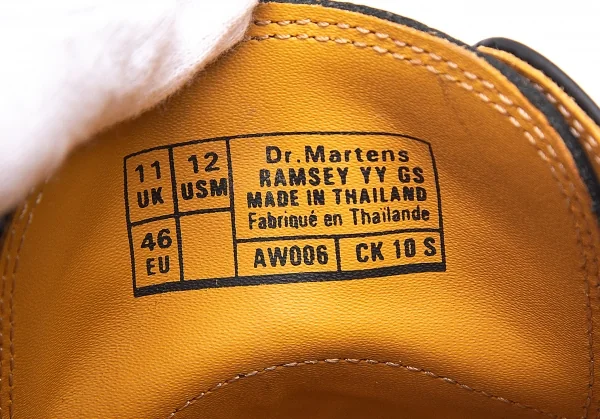 11
UK
12
USM
46
EU
Dr.Martens
RAMSEY YY GS
MADE IN THAILAND
Fabriqué en Thaïlande
AW006
CK 10 S